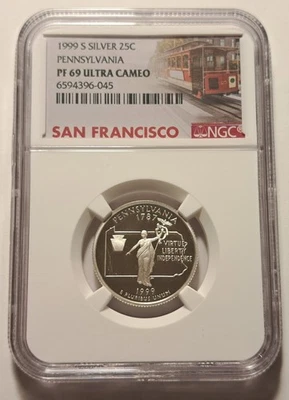 1999 S SILVER 25C
PENNSYLVANIA
PF 69 ULTRA CAMEO
6594396-045
SAN FRANCISCO
NGC
PENNSYLVANIA
1787
VIRTUE
LIBERTY
INDEPENDENCE
1999
E PLURIBUS UNUM